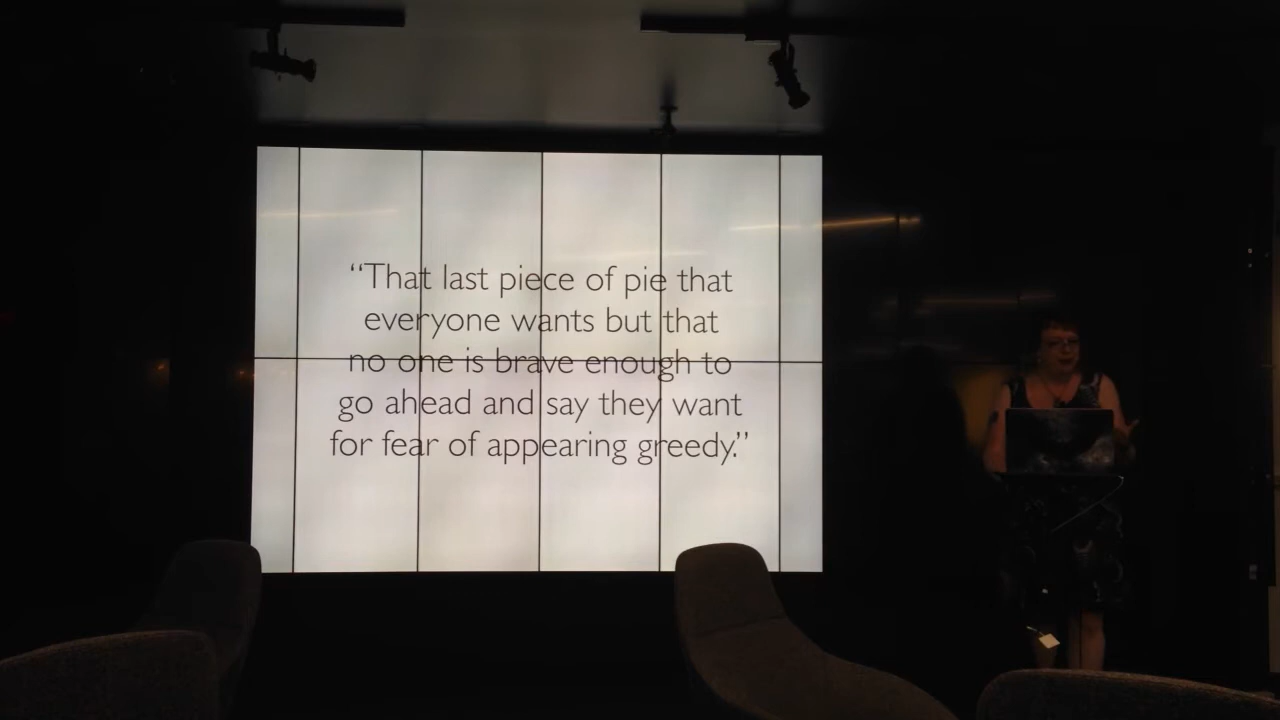 “That last piece of pie that
everyone wants but that
no one is brave enough to
go ahead and say they want
for fear of appearing greedy.”